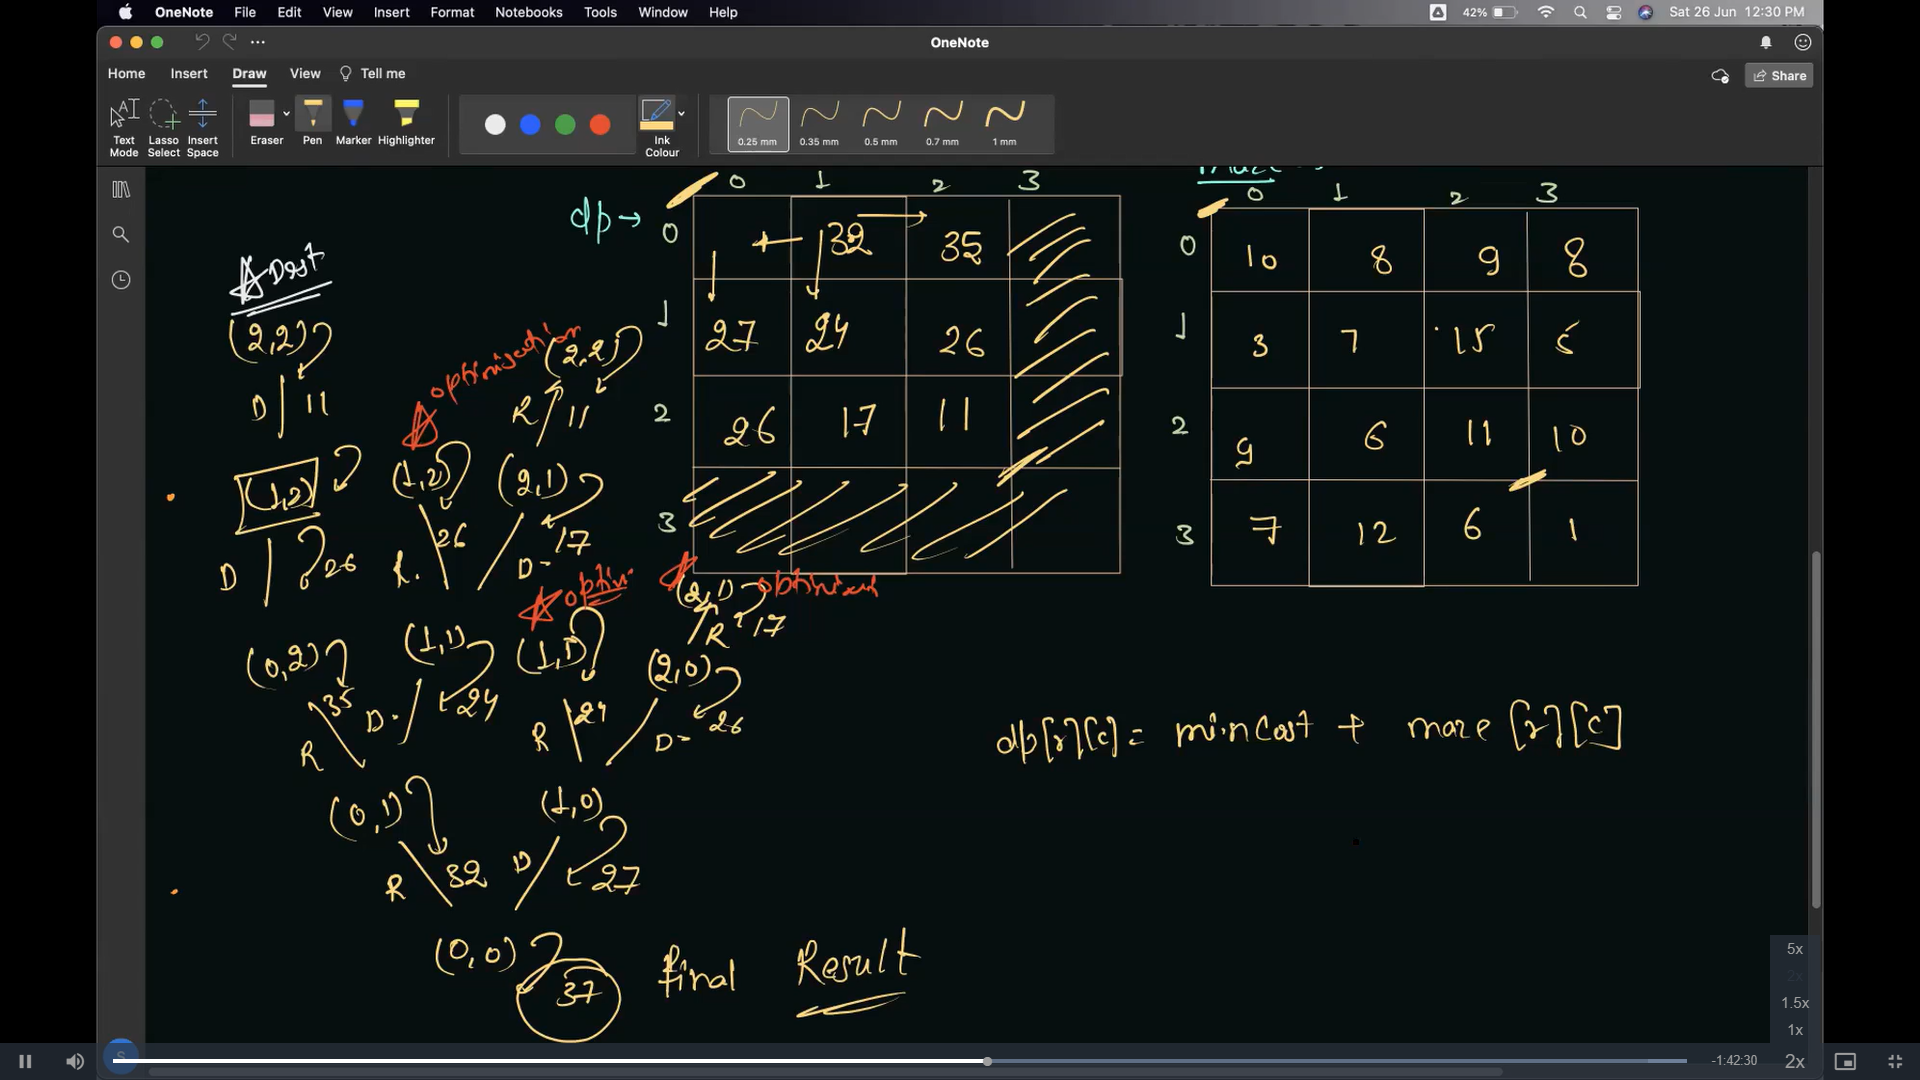 OneNote File Edit View Insert Format Notebooks Tools Window Help 42% Sat 26 Jun 12:30 PM
OneNote
Home Insert Draw View Tell me Share
Text Mode Lasso Select Insert Space Eraser Pen Marker Highlighter Ink Colour 0.25 mm 0.35 mm 0.5 mm 0.7 mm 1 mm
dp → 0 1 2 3
0 32 35
1 27 24 26
2 26 17 11
3
maze
0 1 2 3
0 10 8 9 8
1 3 7 15 5
2 9 6 11 10
3 7 12 6 1
Dest
(2,2)
D 11
optimisation
(2,2)
R 11
(1,2) (1,2) (2,1)
D 26 R. 26 D- 17
optim
(2,1) optimised
R 17
(0,2) (1,1) (1,1) (2,0)
R 35 D- 24 R 24 D- 26
(0,1) (1,0)
R 32 D 27
(0,0) 37 final Result
dp[r][c] = min cost + maze [r][c]
5x
2x
1.5x
1x
S -1:42:30 2x